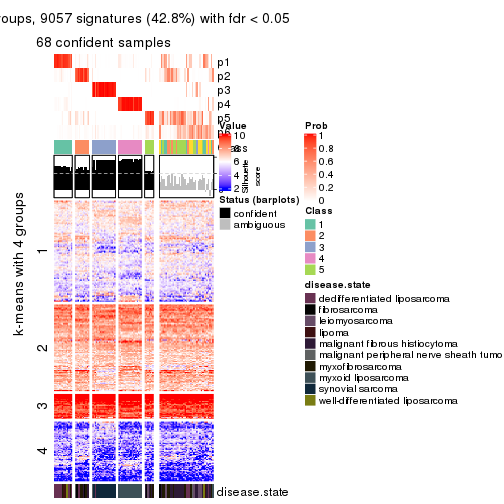 roups, 9057 signatures (42.8%) with fdr < 0.05
68 confident samples
p1
p2
p3
p4
p5
Value
10
8
6
4
2
Silhouette
score
Status (barplots)
confident
ambiguous
Prob
1
0.8
0.6
0.4
0.2
0
Class
1
2
3
4
5
disease.state
dedifferentiated liposarcoma
fibrosarcoma
leiomyosarcoma
lipoma
malignant fibrous histiocytoma
malignant peripheral nerve sheath tumo
myxofibrosarcoma
myxoid liposarcoma
synovial sarcoma
well-differentiated liposarcoma
k-means with 4 groups
1
2
3
4
disease.state